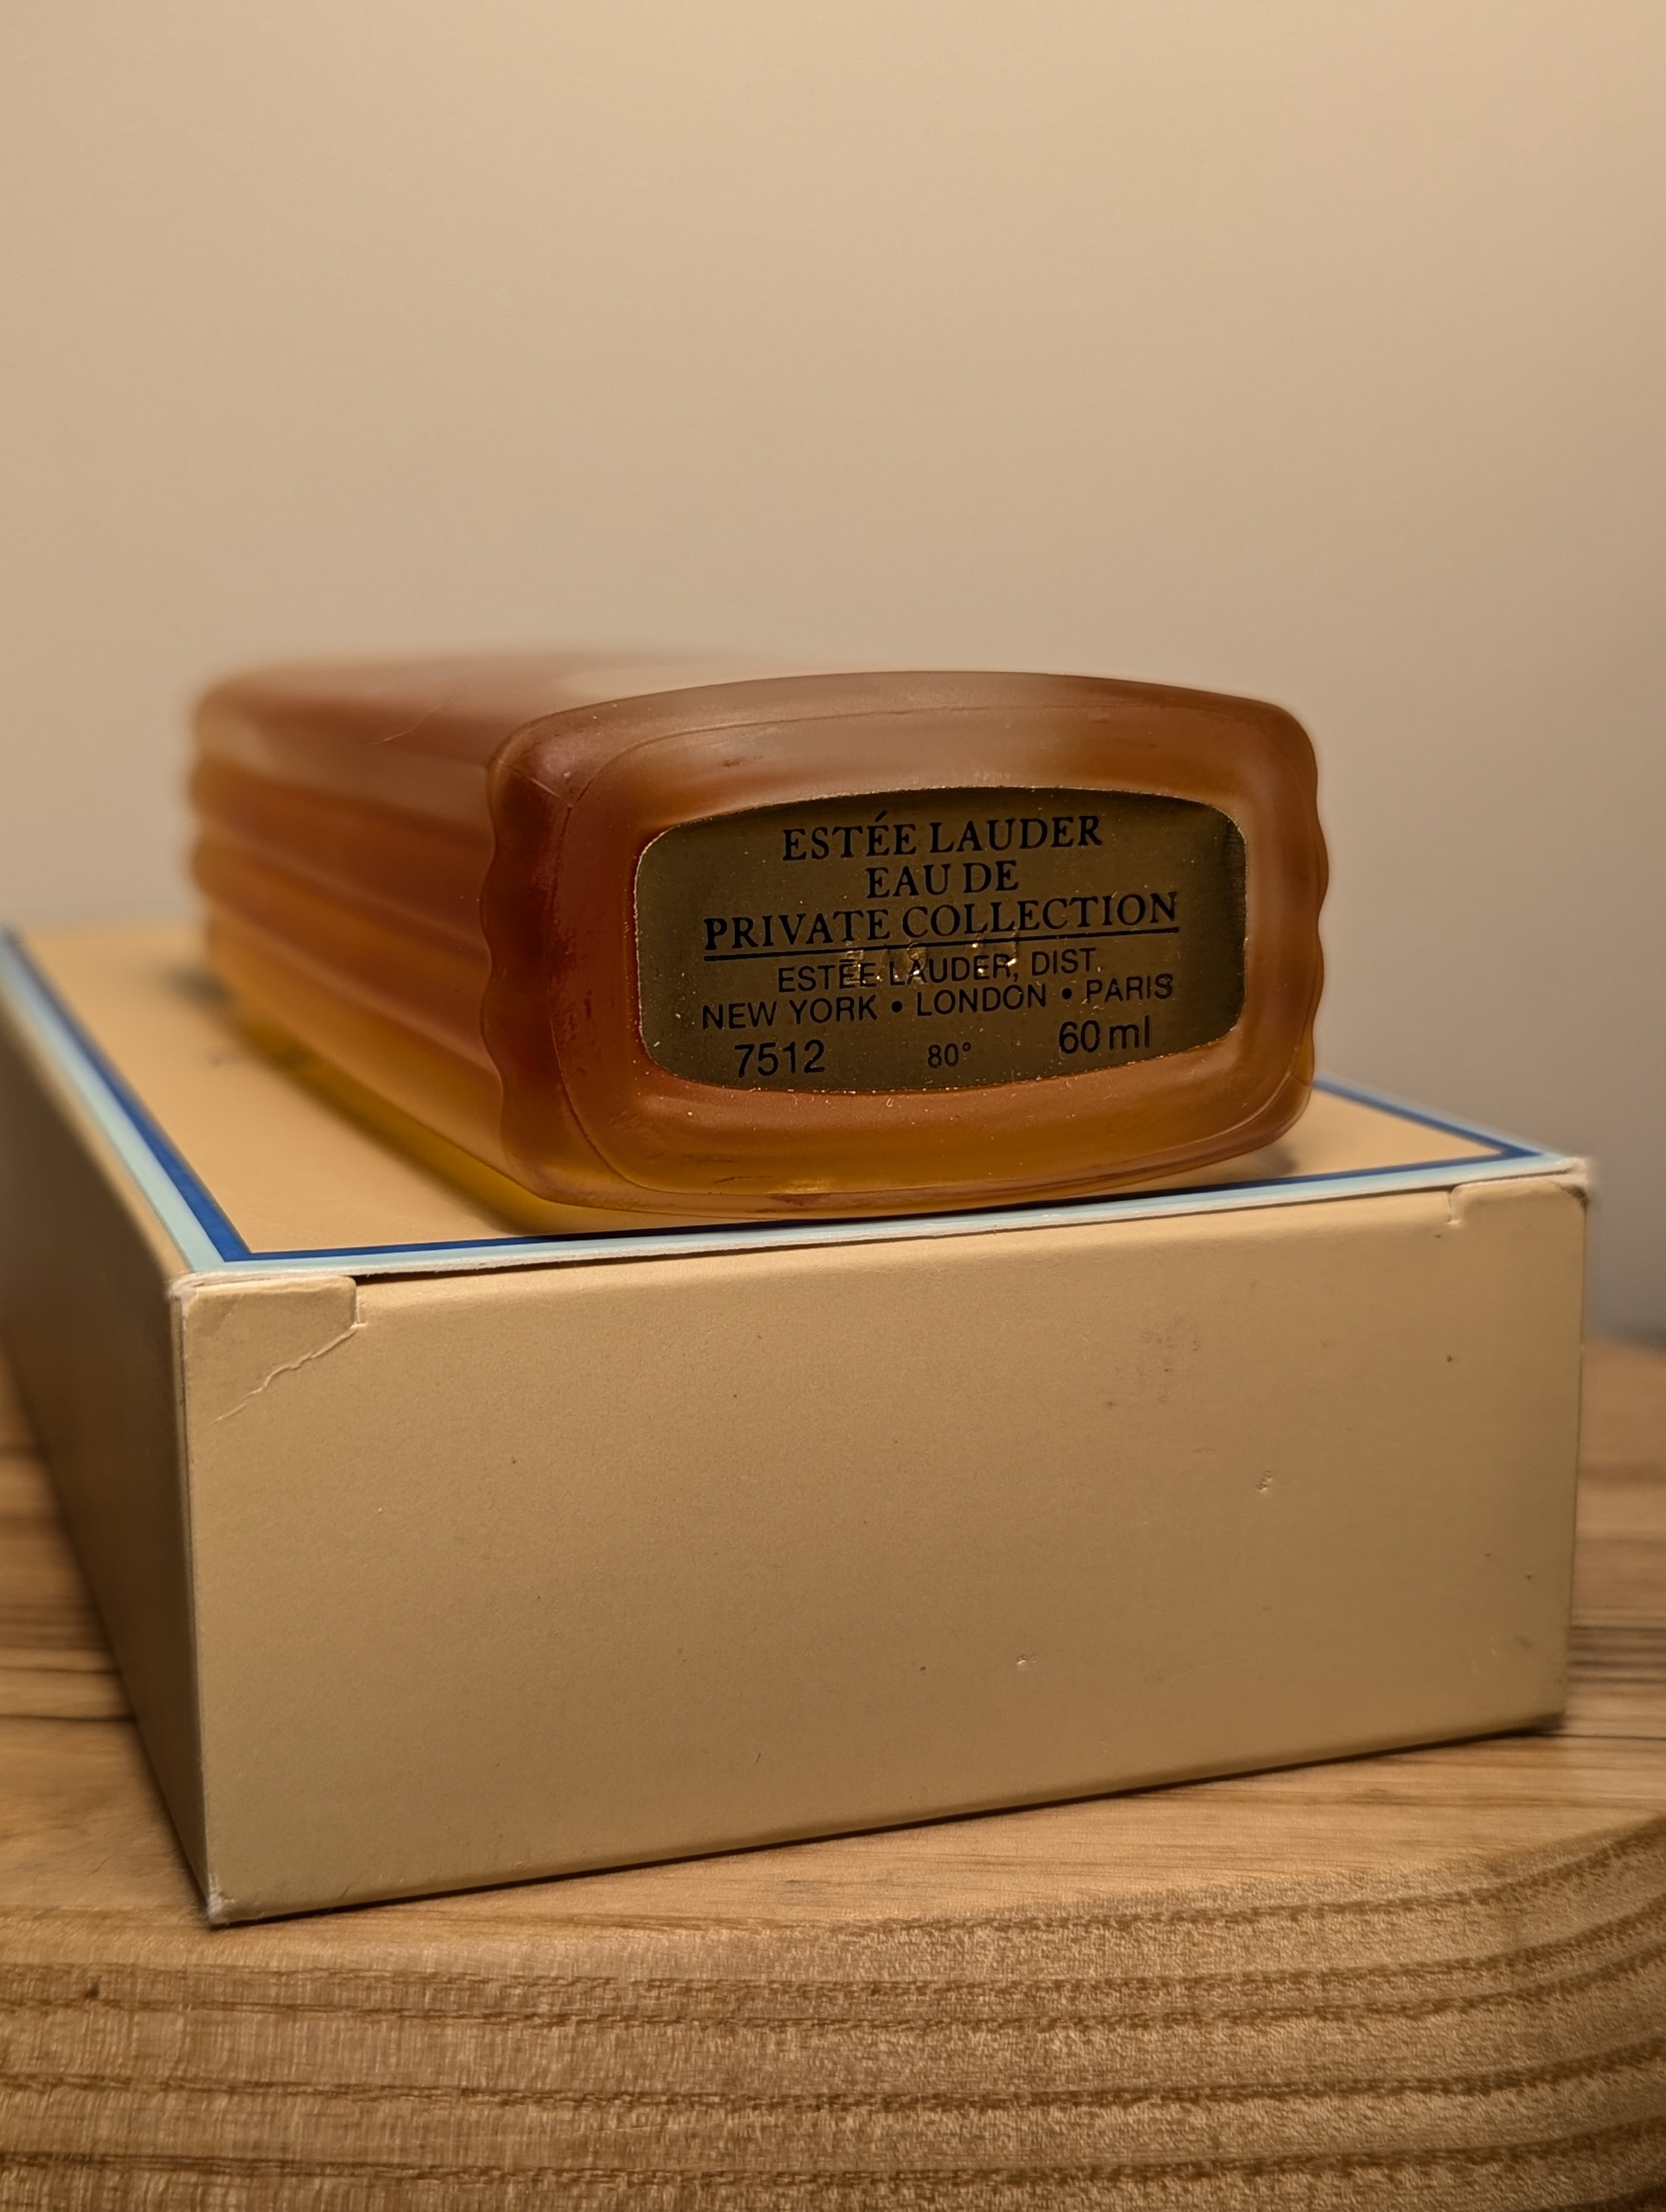 ESTÉE LAUDER
EAU DE
PRIVATE COLLECTION
ESTÉE LAUDER, DIST.
NEW YORK • LONDON • PARIS
7512 80° 60 ml